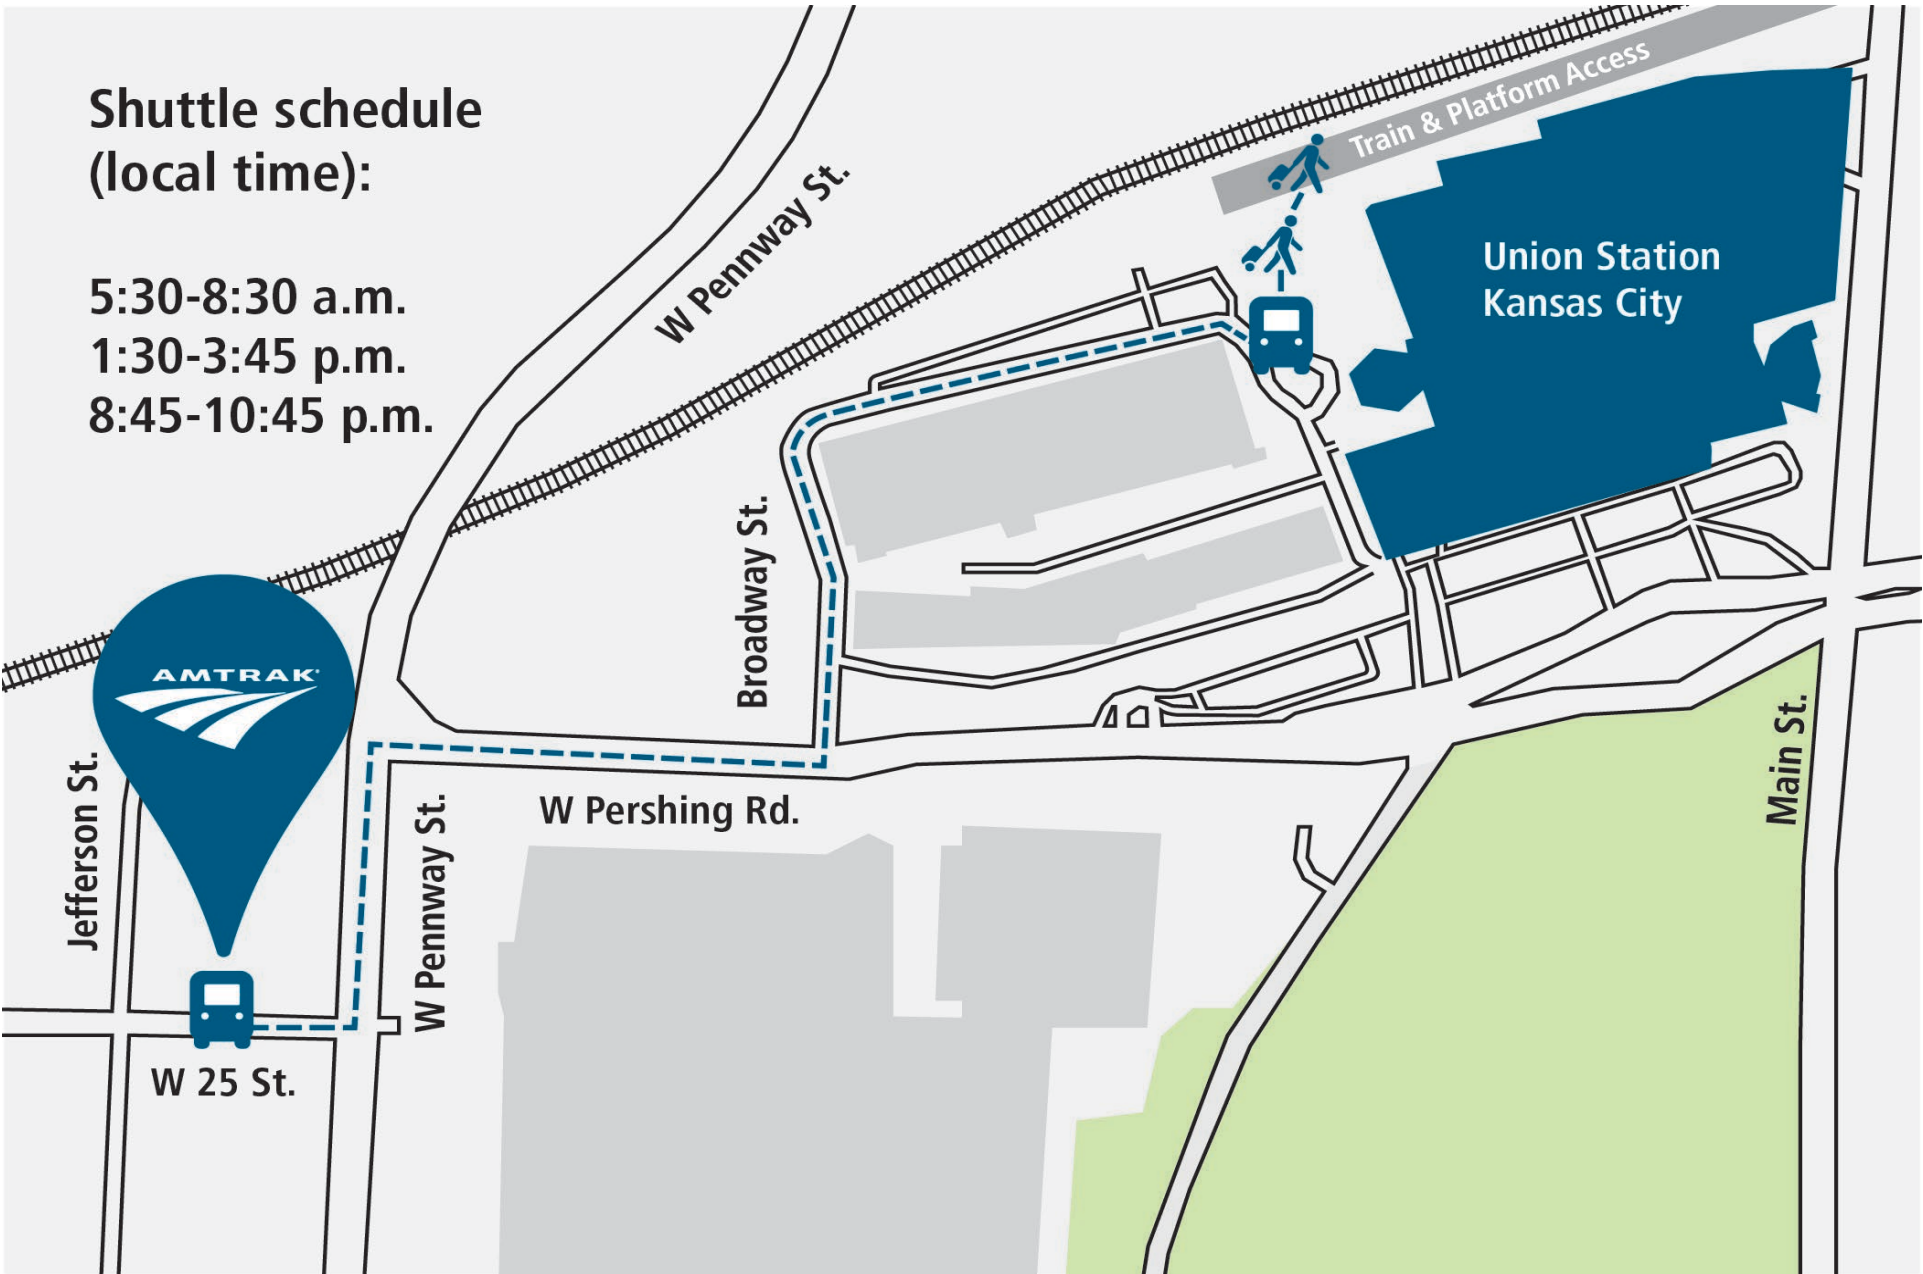 Shuttle schedule
(local time):
5:30-8:30 a.m.
1:30-3:45 p.m.
8:45-10:45 p.m.
W Pennway St.
Train & Platform Access
Union Station
Kansas City
Broadway St.
AMTRAK®
Jefferson St.
W Pennway St.
W Pershing Rd.
Main St.
W 25 St.